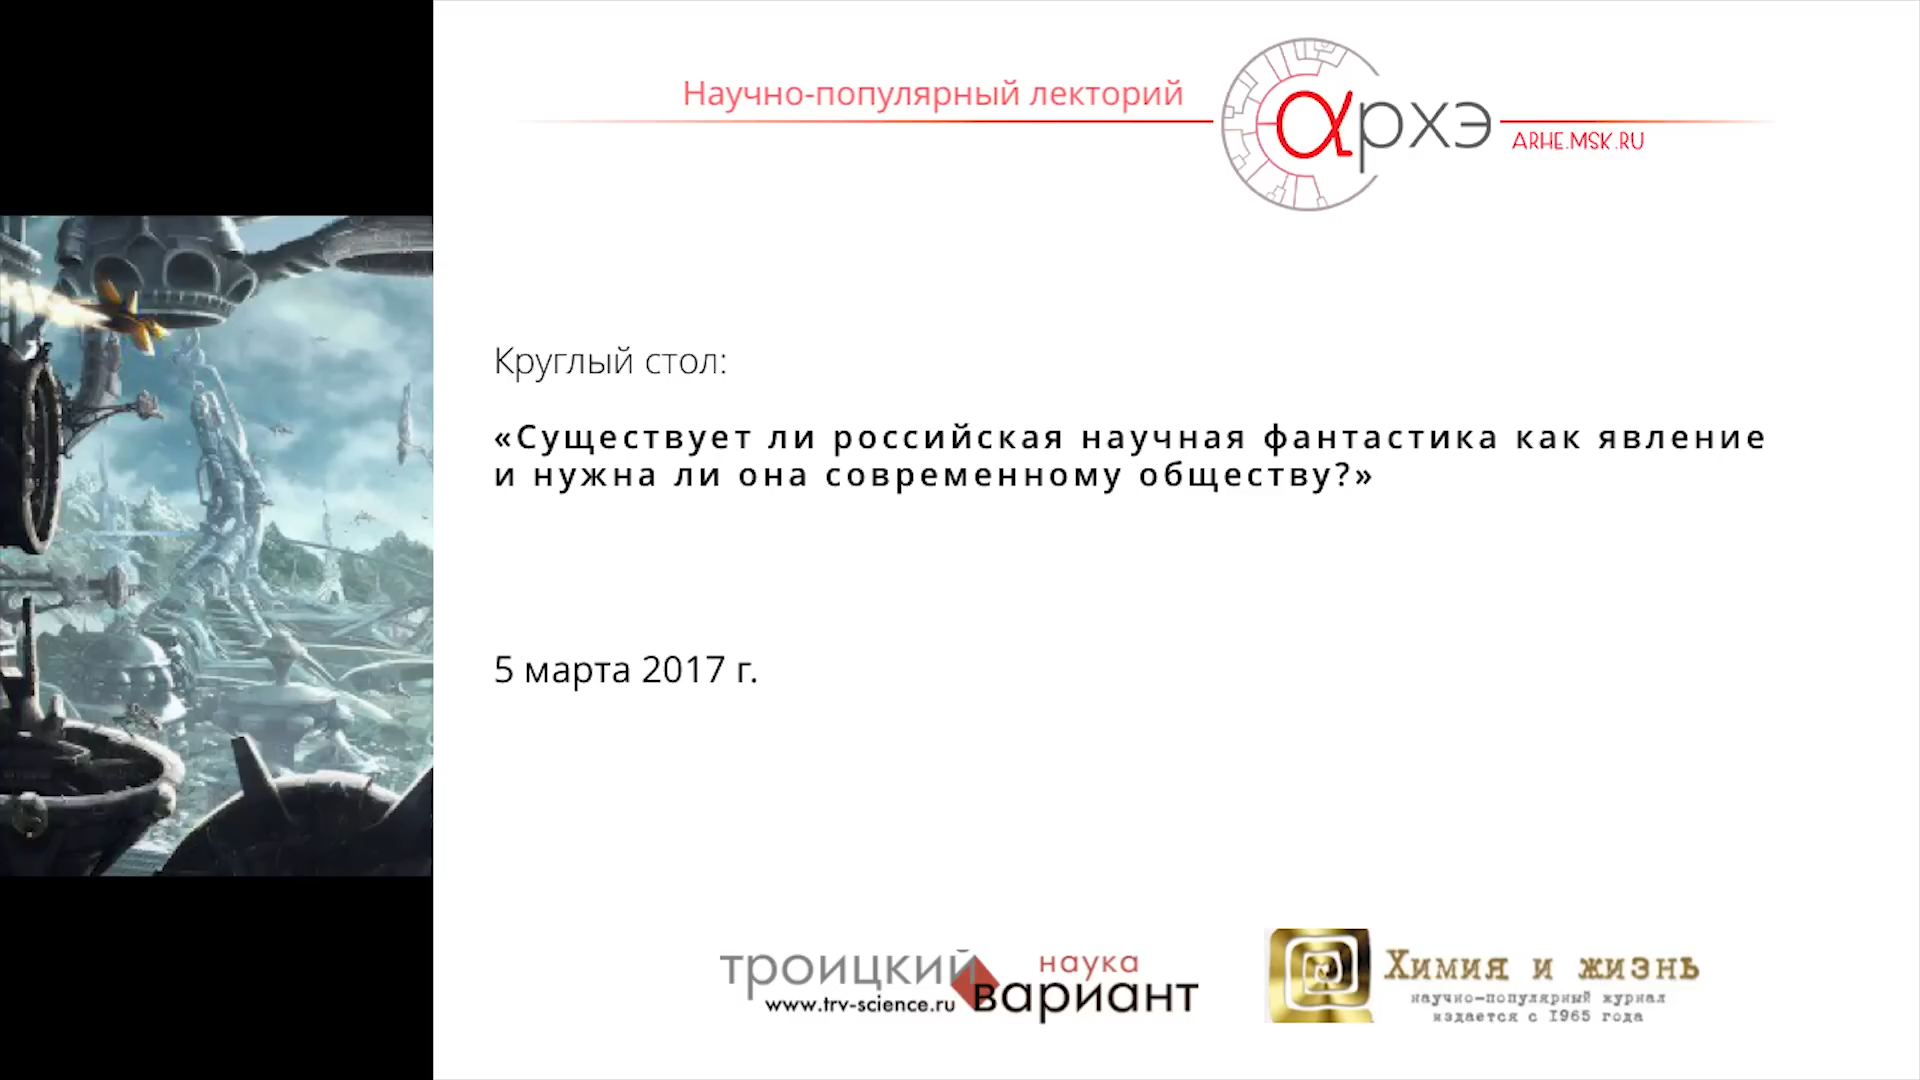 Научно-популярный лекторий
αрхэ
ARHE.MSK.RU
Круглый стол:
«Существует ли российская научная фантастика как явление
и нужна ли она современному обществу?»
5 марта 2017 г.
троицкий
наука
вариант
www.trv-science.ru
Химия и жизнь
научно-популярный журнал
издается с 1965 года